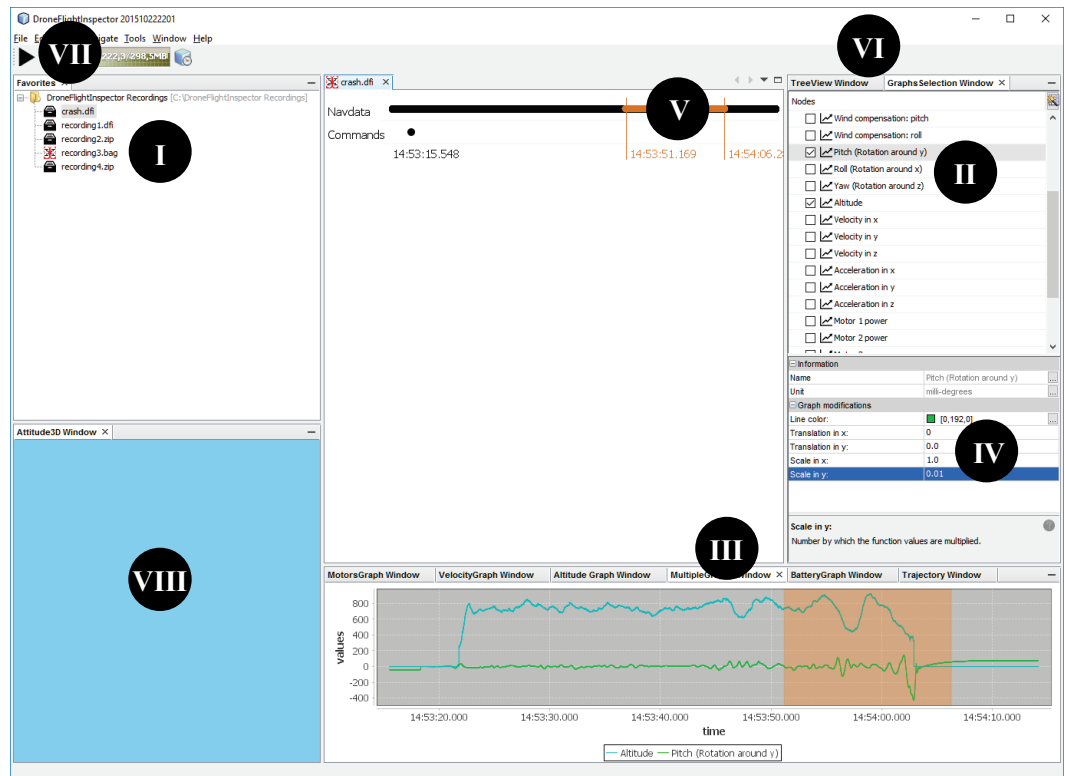 DroneFlightInspector 201510222201
File
Tools Window Help
VII
222,3/298,5MB
VI
Favorites ×
DroneFlightInspector Recordings [C:\DroneFlightInspector Recordings]
crash.dfi
recording1.dfi
recording2.zip
recording3.bag
recording4.zip
I
crash.dfi ×
Navdata
Commands
14:53:15.548
14:53:51.169
V
TreeView Window
GraphsSelection Window ×
Nodes
Wind compensation: pitch
Wind compensation: roll
Pitch (Rotation around y)
Roll (Rotation around x)
Yaw (Rotation around z)
Altitude
Velocity in x
Velocity in y
Velocity in z
Acceleration in x
Acceleration in y
Acceleration in z
Motor 1 power
Motor 2 power
II
Information
Name Pitch (Rotation around y)
Unit milli-degrees
Graph modifications
Line color: [0,192,0]
Translation in x: 0
Translation in y: 0.0
Scale in x: 1.0
Scale in y: 0.01
IV
Scale in y:
Number by which the function values are multiplied.
Attitude3D Window ×
VIII
III
MotorsGraph Window
VelocityGraph Window
Altitude Graph Window
BatteryGraph Window
Trajectory Window
values
800
600
400
200
0
-200
-400
14:53:20.000 14:53:30.000 14:53:40.000 14:53:50.000 14:54:00.000 14:54:10.000
time
Altitude Pitch (Rotation around y)